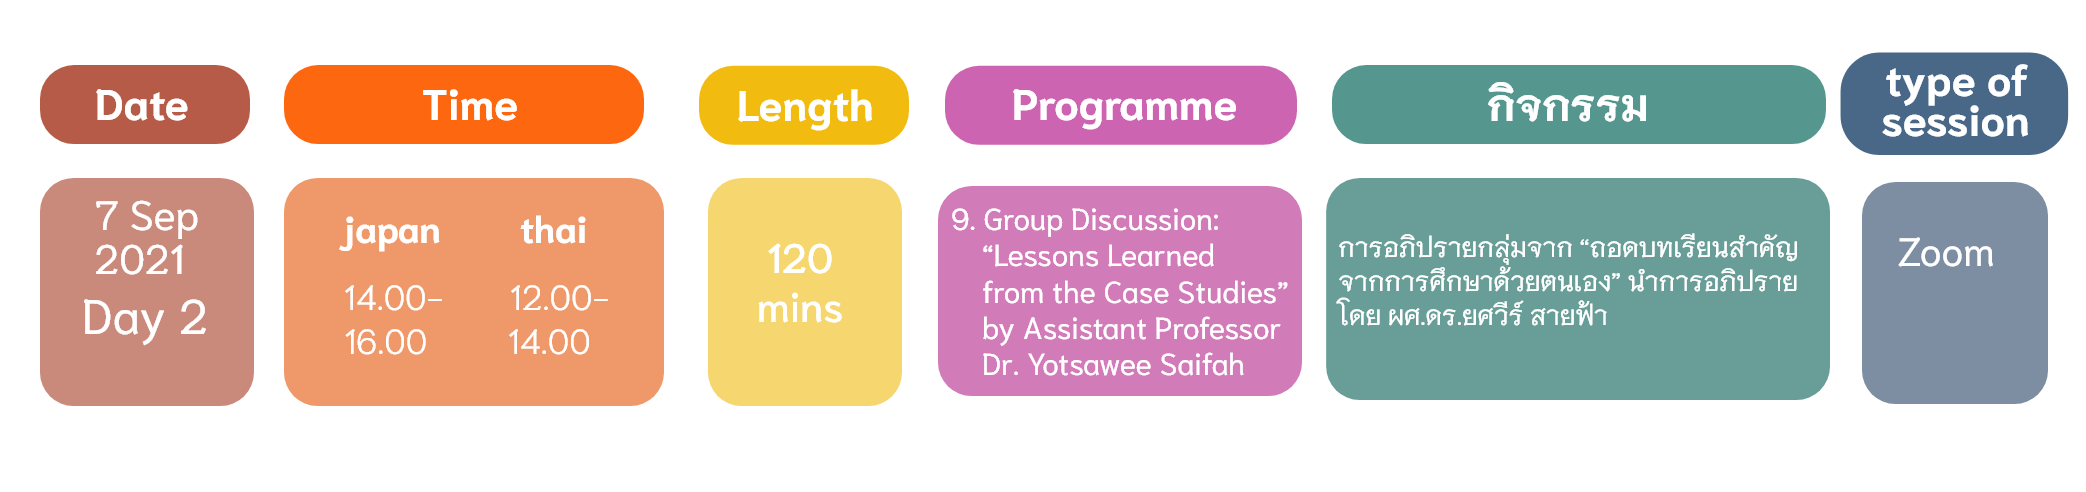 Date
Time
Length
Programme
กิจกรรม
type of
session
7 Sep
2021
Day 2
japan
thai
14.00–
16.00
12.00–
14.00
120
mins
9. Group Discussion:
“Lessons Learned
from the Case Studies”
by Assistant Professor
Dr. Yotsawee Saifah
การอภิปรายกลุ่มจาก “ถอดบทเรียนสำคัญ
จากการศึกษาด้วยตนเอง” นำการอภิปราย
โดย ผศ.ดร.ยศวีร์ สายฟ้า
Zoom